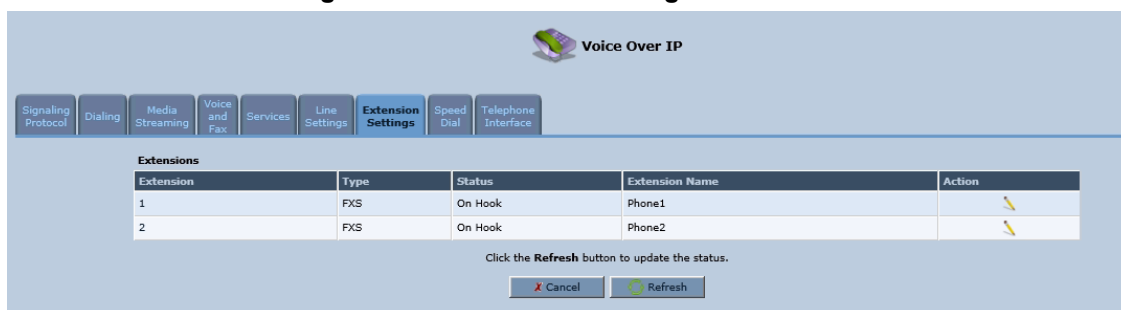 Voice Over IP
Signaling Protocol Dialing Media Streaming Voice and Fax Services Line Settings Extension Settings Speed Dial Telephone Interface
Extensions
Extension Type Status Extension Name Action
1 FXS On Hook Phone1
2 FXS On Hook Phone2
Click the Refresh button to update the status.
Cancel Refresh